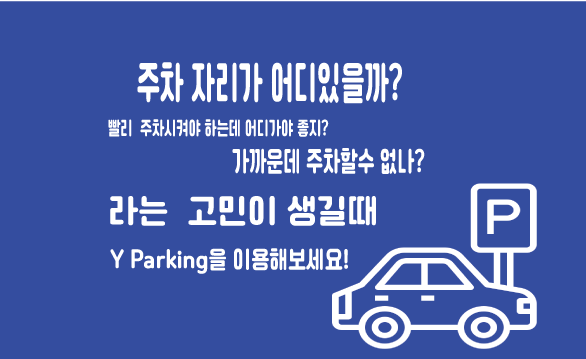 주차 자리가 어디있을까?
빨리 주차시켜야 하는데 어디가야 좋지?
가까운데 주차할수 없나?
라는 고민이 생길때
P
Y Parking을 이용해보세요!